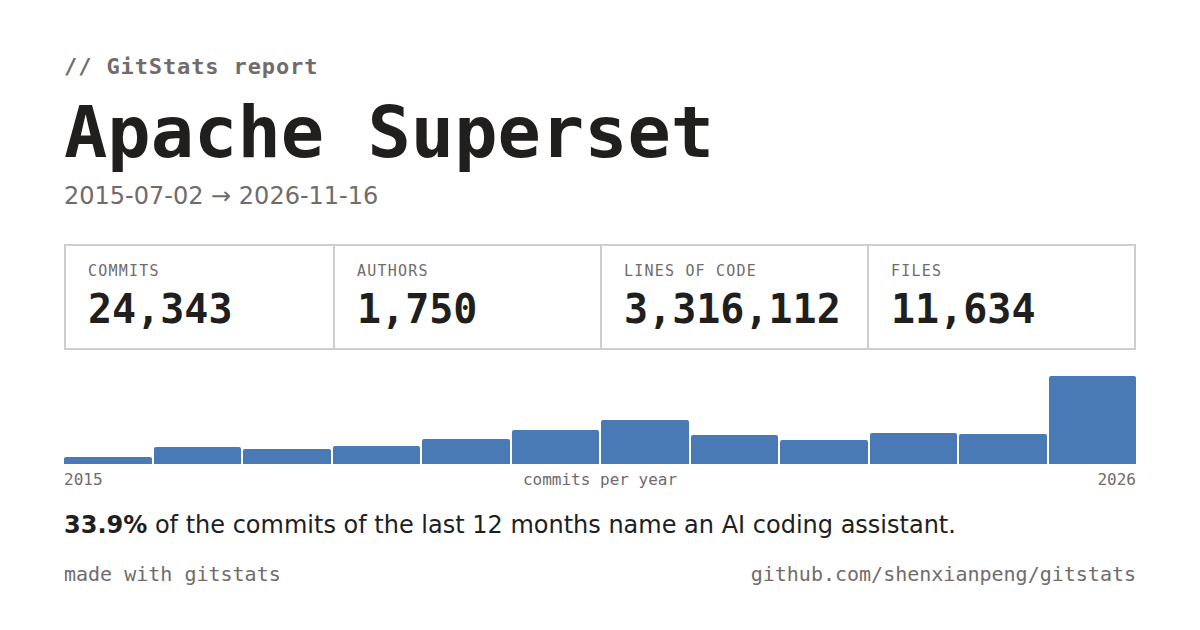 // GitStats report
Apache Superset
2015-07-02 → 2026-11-16
COMMITS
24,343
AUTHORS
1,750
LINES OF CODE
3,316,112
FILES
11,634
2015
commits per year
2026
33.9% of the commits of the last 12 months name an AI coding assistant.
made with gitstats
github.com/shenxianpeng/gitstats